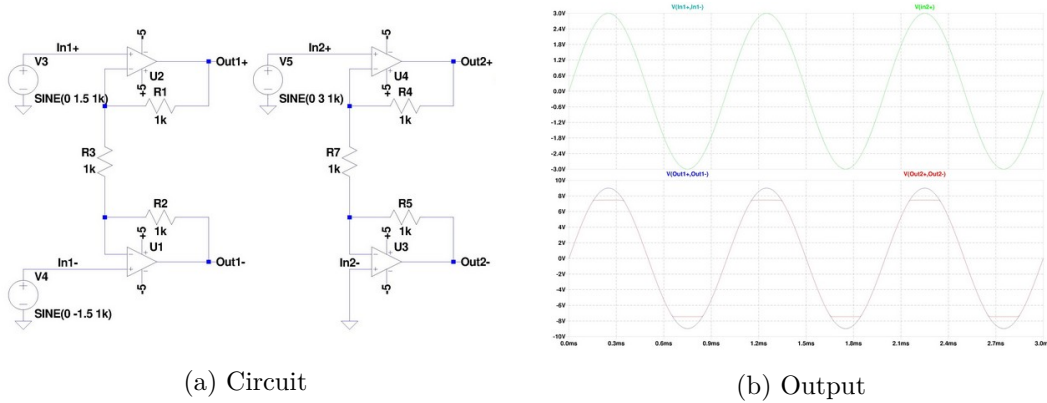 In1+
V3
SINE(0 1.5 1k)
-5
+5
U2
Out1+
R1
1k
R3
1k
R2
1k
+5
U1
Out1-
-5
In1-
V4
SINE(0 -1.5 1k)
In2+
V5
SINE(0 3 1k)
-5
+5
U4
Out2+
R4
1k
R7
1k
R5
1k
+5
U3
In2-
Out2-
-5
(a) Circuit
V(In1+,In1-) V(in2+)
3.0V
2.4V
1.8V
1.2V
0.6V
0.0V
-0.6V
-1.2V
-1.8V
-2.4V
-3.0V
V(Out1+,Out1-) V(Out2+,Out2-)
10V
8V
6V
4V
2V
0V
-2V
-4V
-6V
-8V
-10V
0.0ms 0.3ms 0.6ms 0.9ms 1.2ms 1.5ms 1.8ms 2.1ms 2.4ms 2.7ms 3.0ms
(b) Output